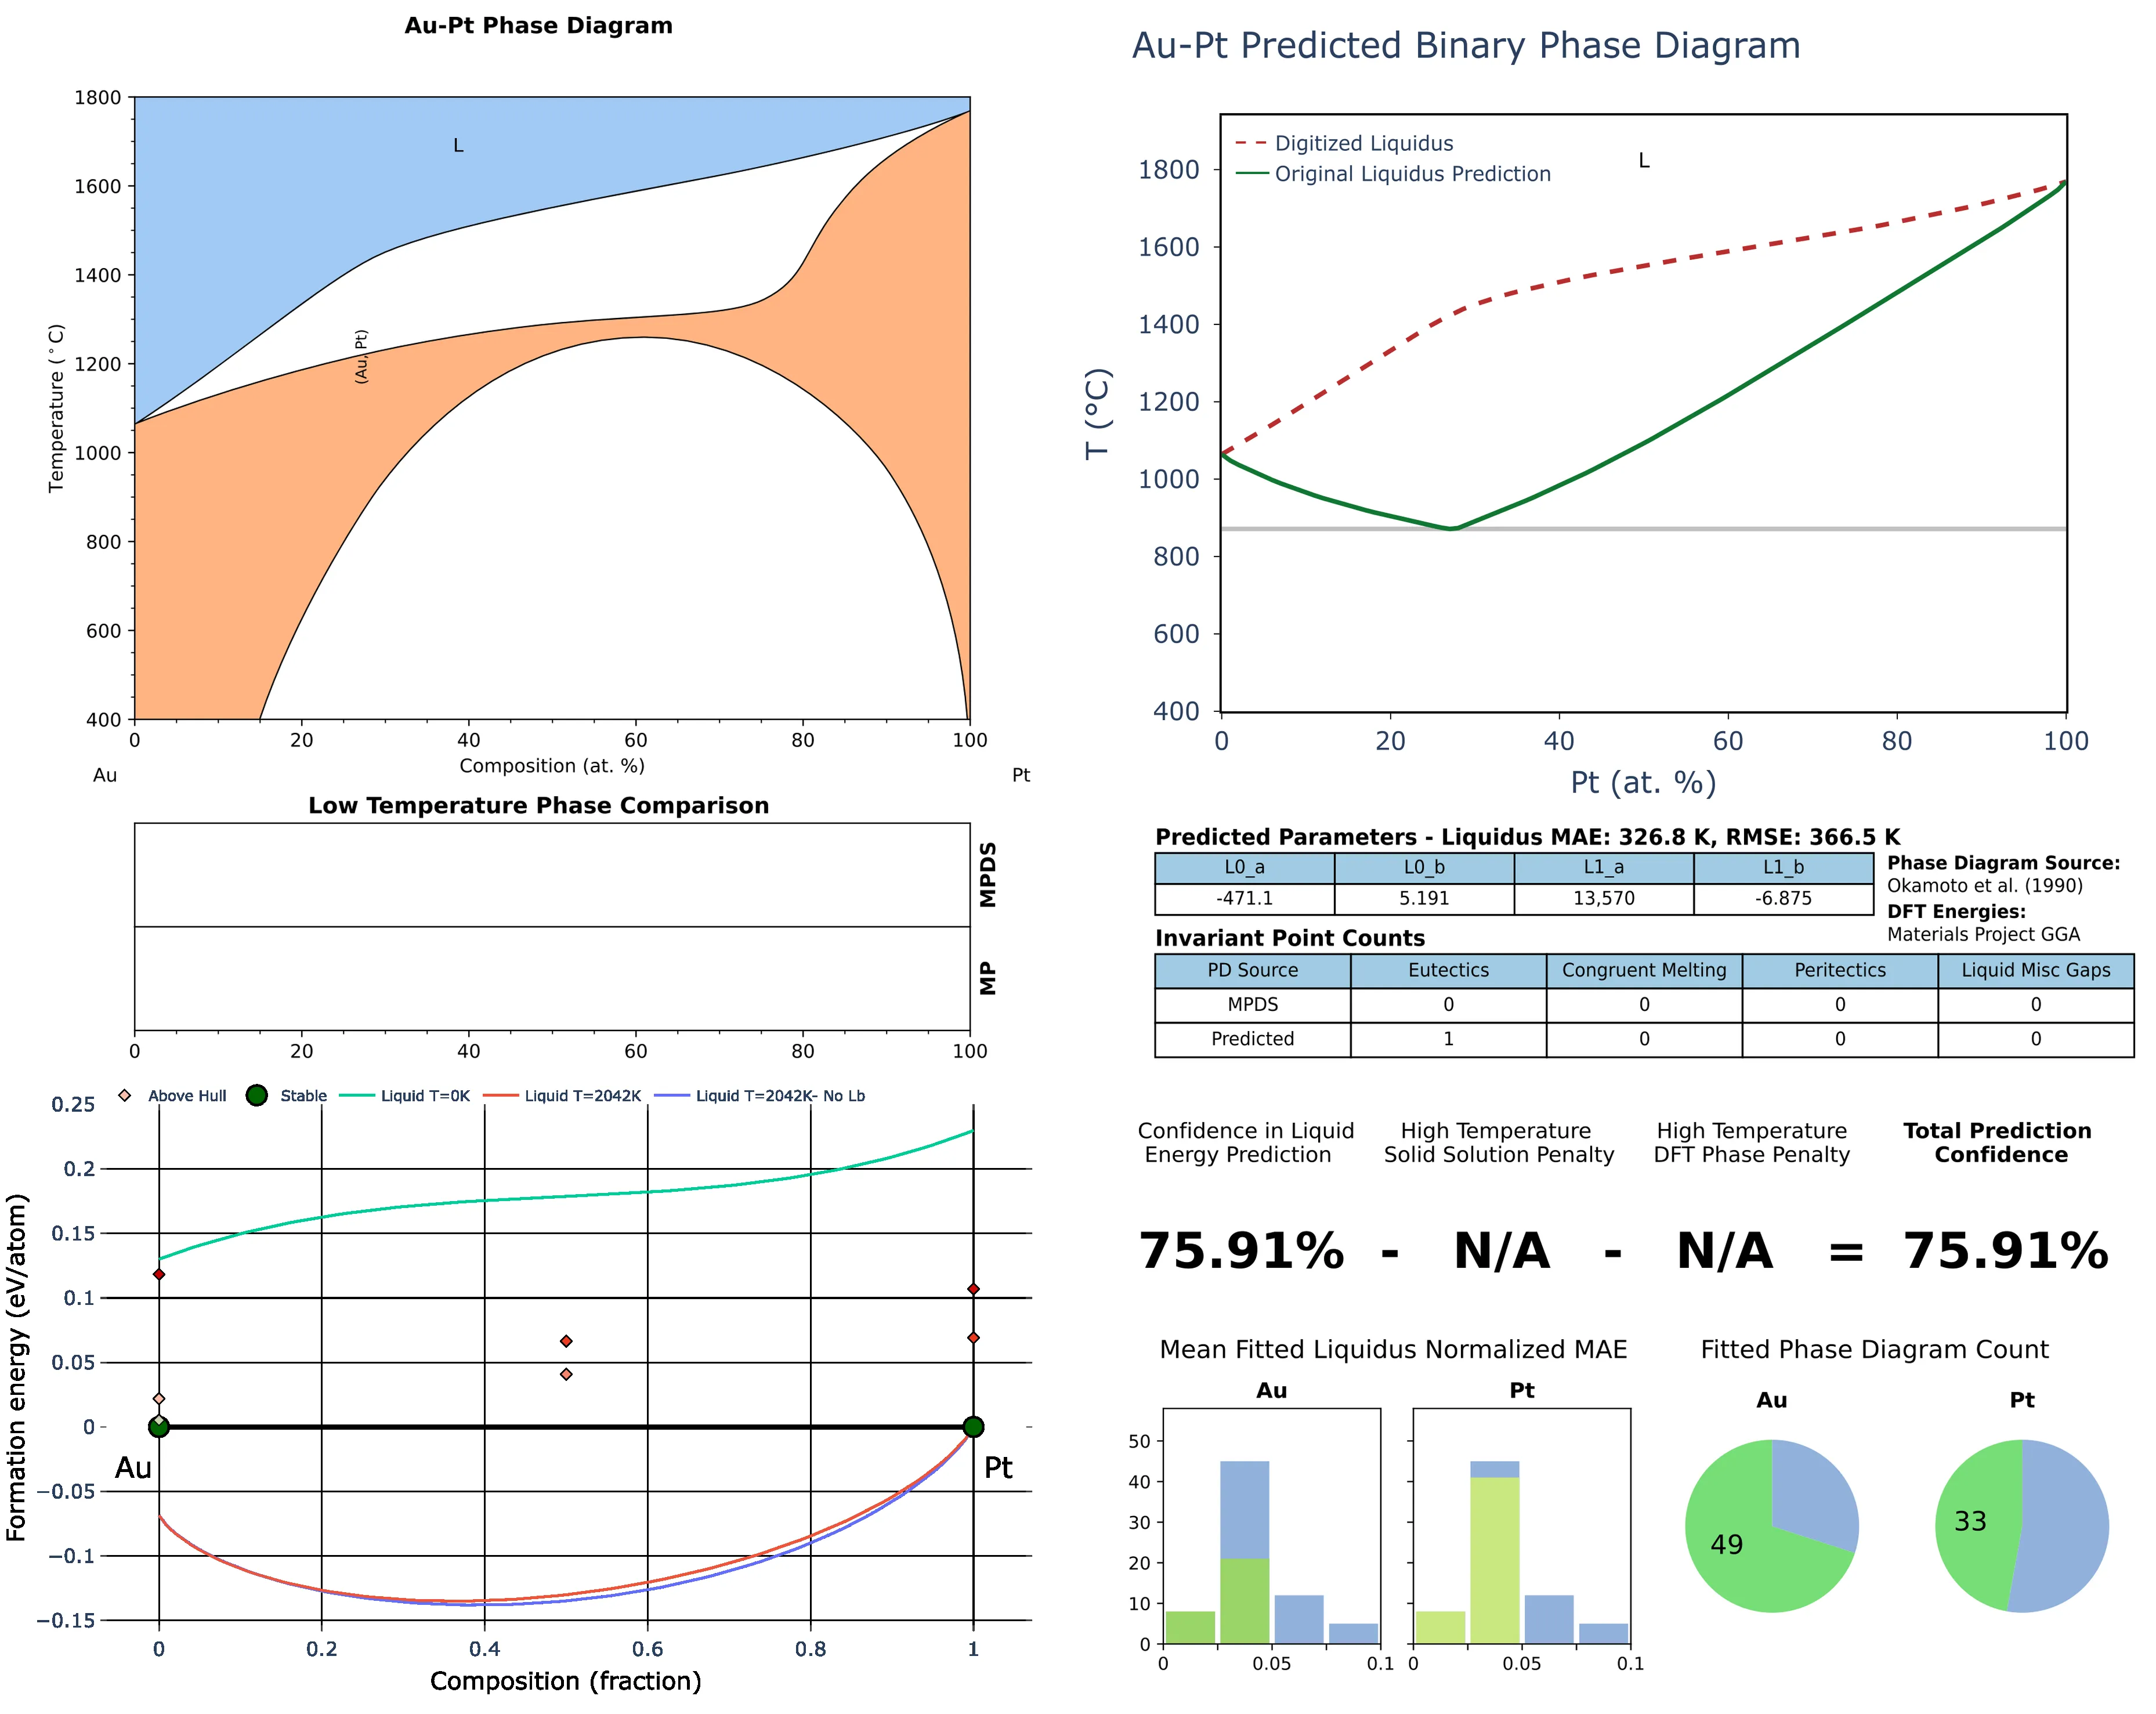 Au-Pt Phase Diagram
1800
1600
1400
1200
1000
800
600
400
Temperature (°C)
L
(Au, Pt)
0 20 40 60 80 100
Composition (at. %)
Au Pt
Low Temperature Phase Comparison
MPDS
MP
0 20 40 60 80 100
Above Hull Stable Liquid T=0K Liquid T=2042K Liquid T=2042K- No Lb
0.25
0.2
0.15
0.1
0.05
0
−0.05
−0.1
−0.15
Formation energy (eV/atom)
Au Pt
0 0.2 0.4 0.6 0.8 1
Composition (fraction)
Au-Pt Predicted Binary Phase Diagram
Digitized Liquidus
Original Liquidus Prediction
L
1800
1600
1400
1200
1000
800
600
400
T (°C)
0 20 40 60 80 100
Pt (at. %)
Predicted Parameters - Liquidus MAE: 326.8 K, RMSE: 366.5 K
L0_a L0_b L1_a L1_b
-471.1 5.191 13,570 -6.875
Phase Diagram Source:
Okamoto et al. (1990)
DFT Energies:
Materials Project GGA
Invariant Point Counts
PD Source Eutectics Congruent Melting Peritectics Liquid Misc Gaps
MPDS 0 0 0 0
Predicted 1 0 0 0
Confidence in Liquid
Energy Prediction
High Temperature
Solid Solution Penalty
High Temperature
DFT Phase Penalty
Total Prediction
Confidence
75.91% - N/A - N/A = 75.91%
Mean Fitted Liquidus Normalized MAE
Au Pt
50
40
30
20
10
0
0 0.05 0.1 0 0.05 0.1
Fitted Phase Diagram Count
Au Pt
49 33